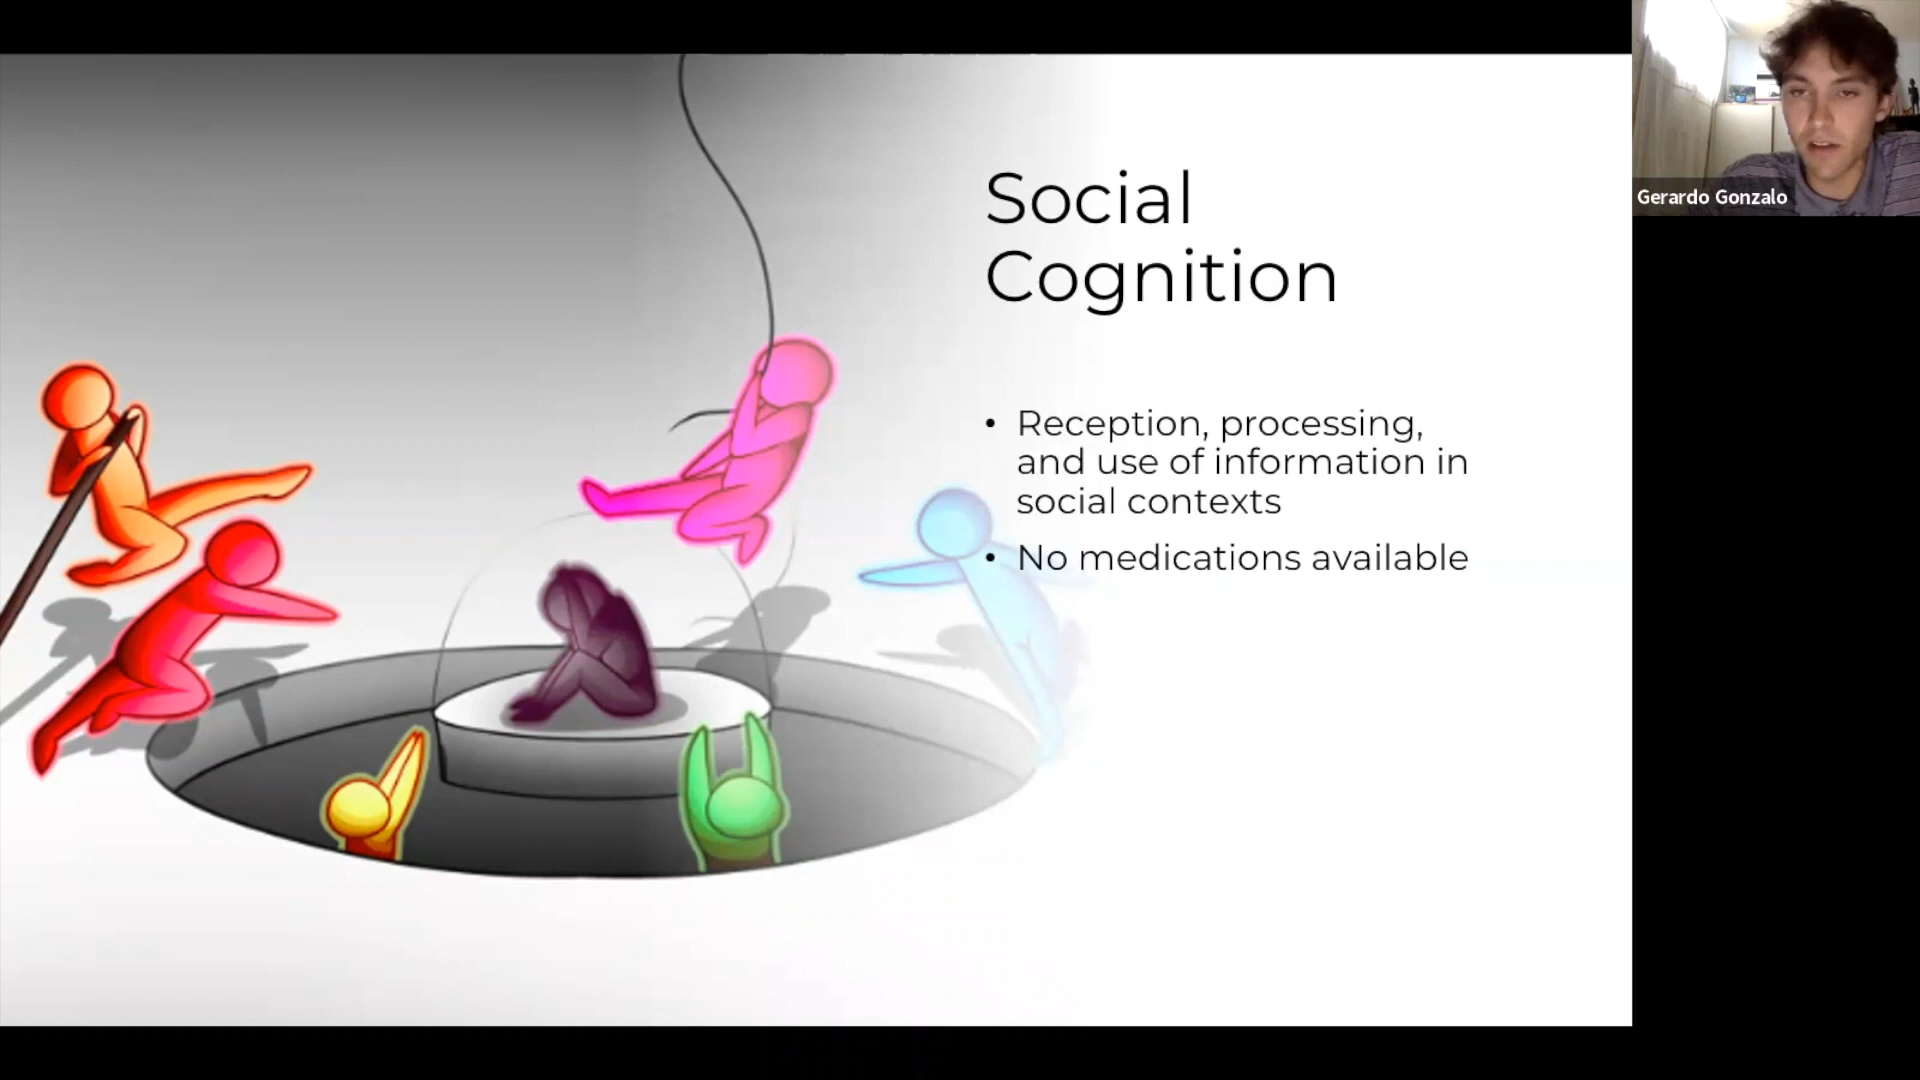 Social
Cognition
• Reception, processing,
and use of information in
social contexts
• No medications available
Gerardo Gonzalo